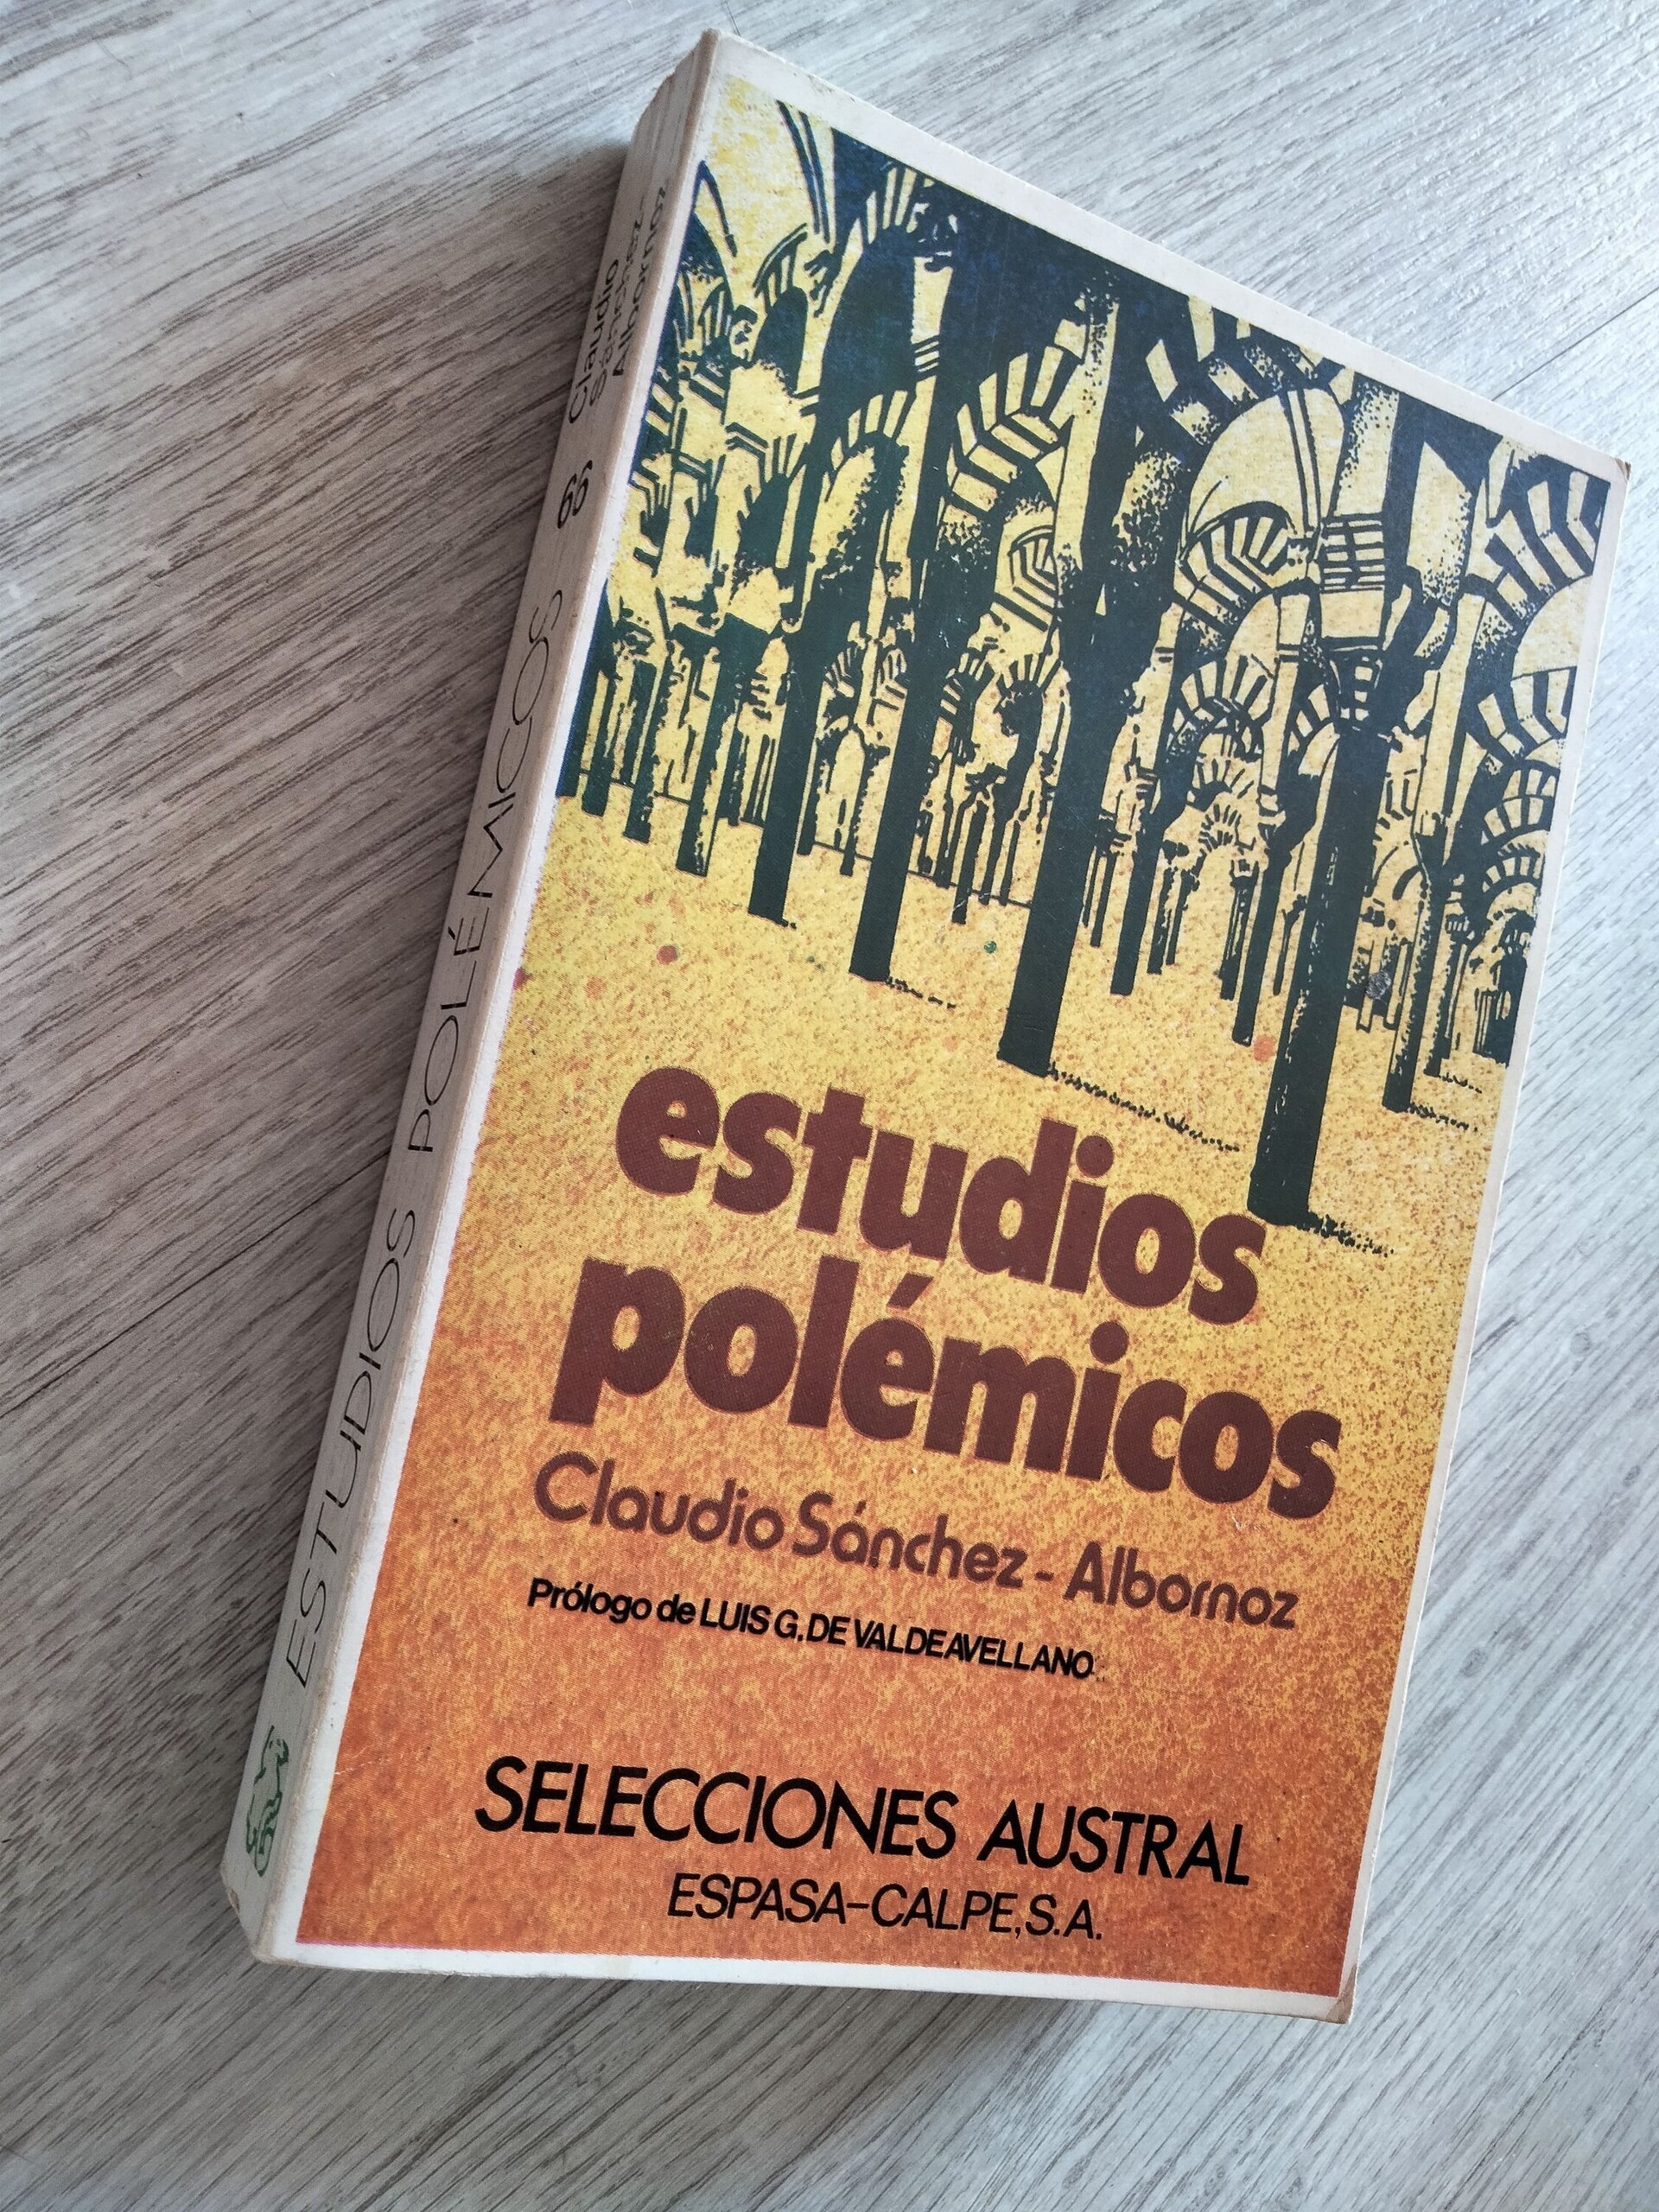 estudios
polémicos
Claudio Sánchez-Albornoz
Prólogo de LUIS G. DE VALDEAVELLANO
SELECCIONES AUSTRAL
ESPASA-CALPE, S.A.
ESTUDIOS POLÉMICOS
66
Claudio
Sánchez-
Albornoz